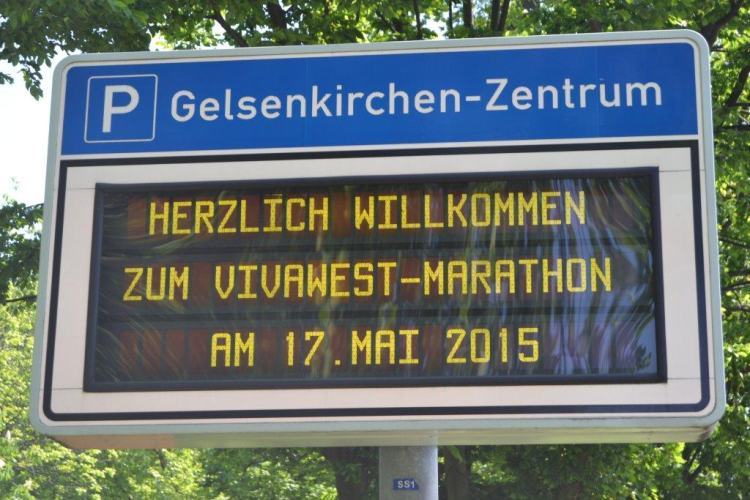 P Gelsenkirchen-Zentrum
HERZLICH WILLKOMMEN
ZUM VIVAWEST-MARATHON
AM 17.MAI 2015
SS1